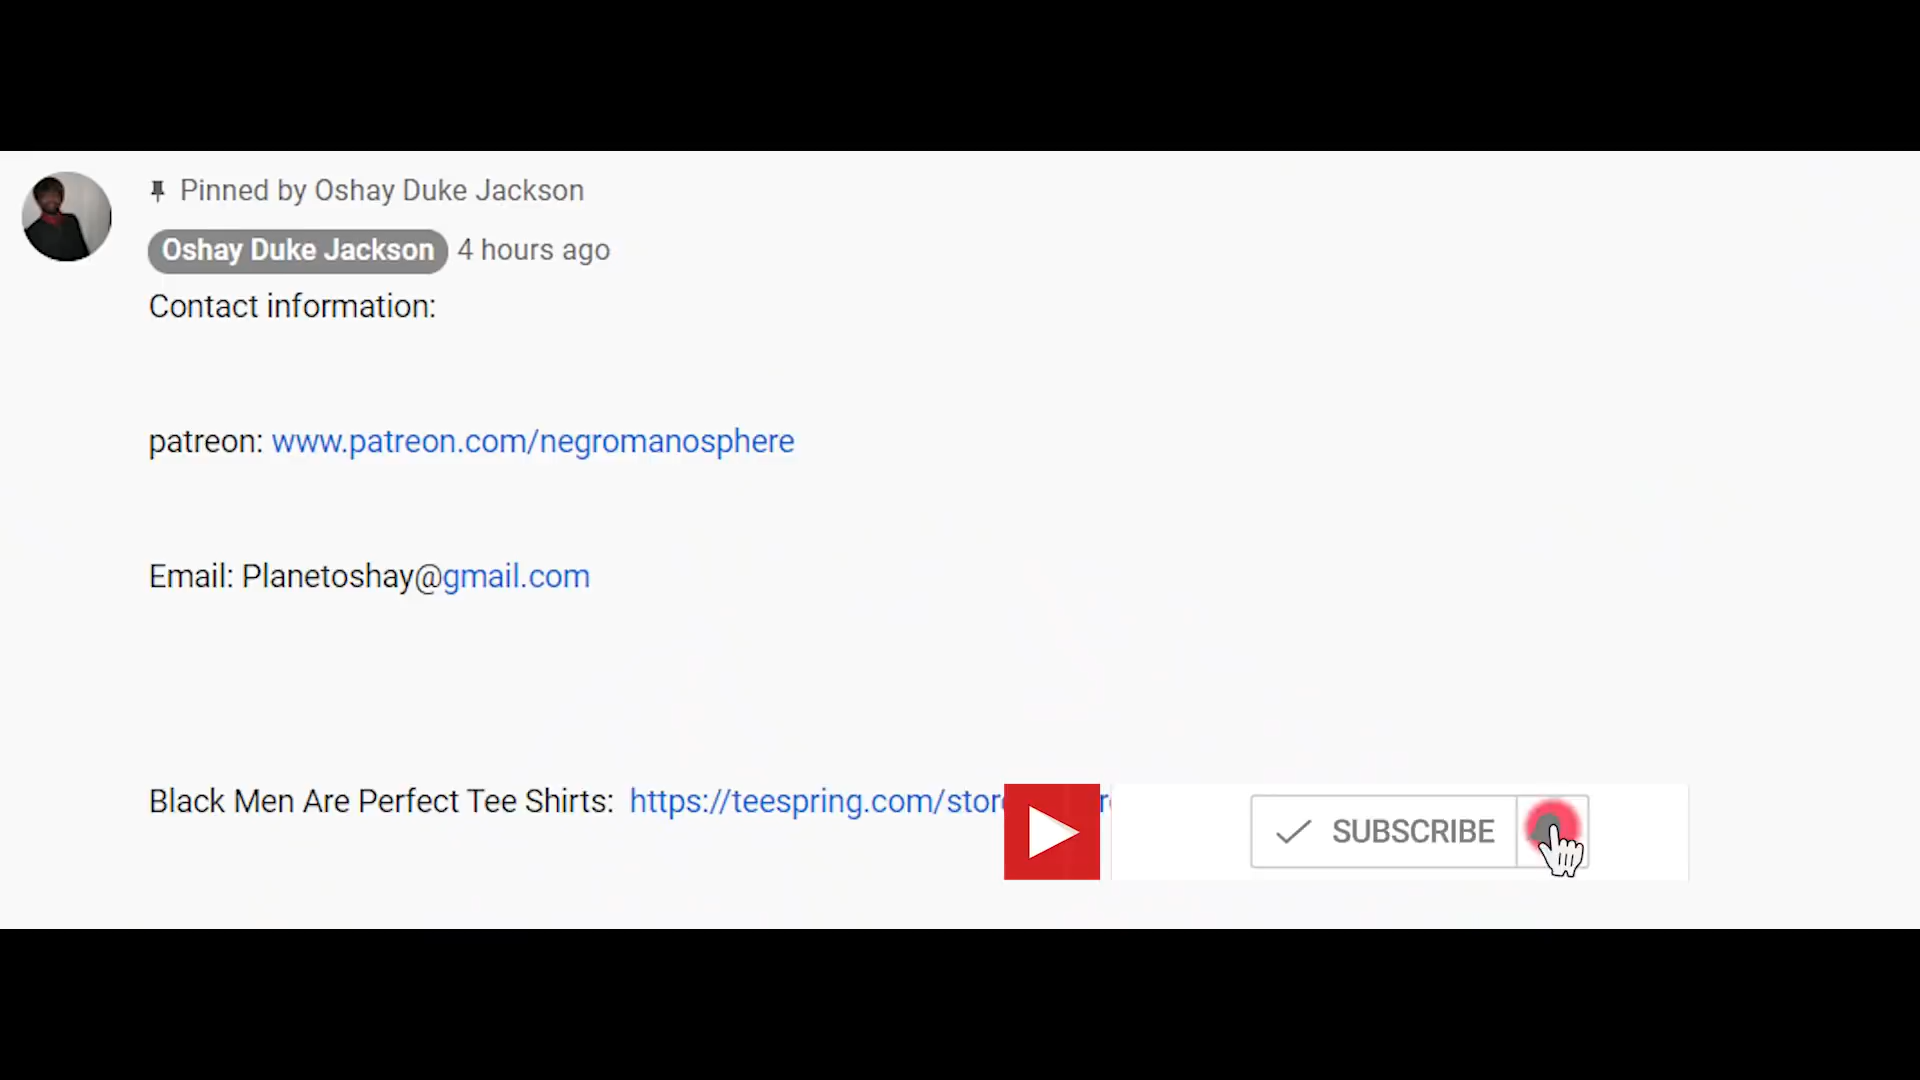 Pinned by Oshay Duke Jackson
Oshay Duke Jackson 4 hours ago
Contact information:
patreon: www.patreon.com/negromanosphere
Email: Planetoshay@gmail.com
Black Men Are Perfect Tee Shirts: https://teespring.com/stor
SUBSCRIBE